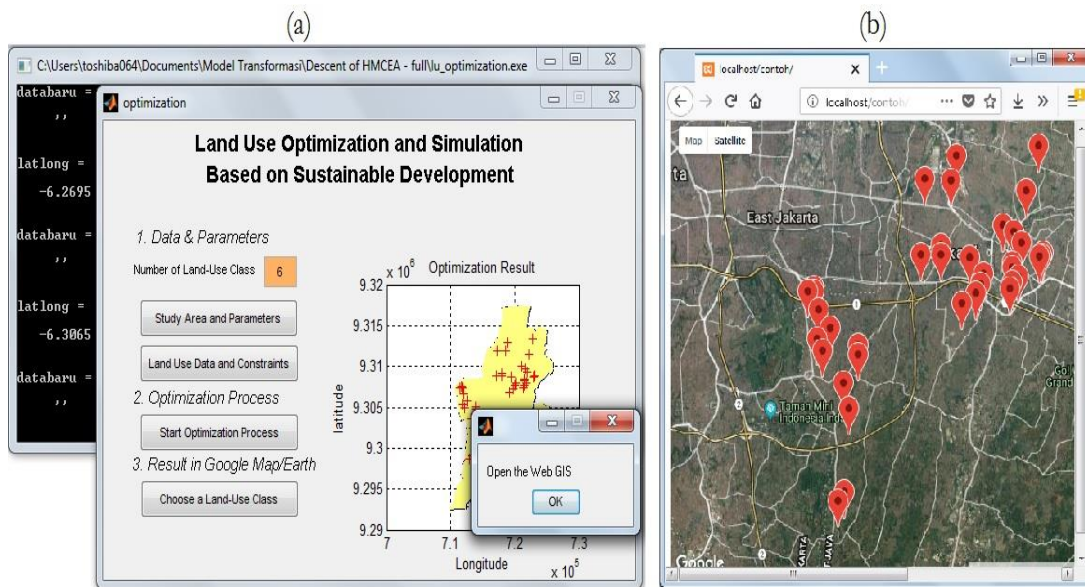 (a)
(b)
C:\Users\toshiba064\Documents\Model Transformasi\Descent of HMCEA - full\lu_optimization.exe
databaru =
,,
latlong =
-6.2695
databaru =
,,
latlong =
-6.3065
databaru =
,,
optimization
Land Use Optimization and Simulation
Based on Sustainable Development
1. Data & Parameters
Number of Land-Use Class 6
Study Area and Parameters
Land Use Data and Constraints
2. Optimization Process
Start Optimization Process
3. Result in Google Map/Earth
Choose a Land-Use Class
x 10^6
Optimization Result
9.32
9.315
9.31
9.305
9.3
9.295
9.29
latitude
7
7.1
7.2
7.3
Longitude
x 10^5
Open the Web GIS
OK
localhost/contoh/
localhost/contoh/
Map Satellite
East Jakarta
Taman Mini
Indonesia Ind
Grand
Google